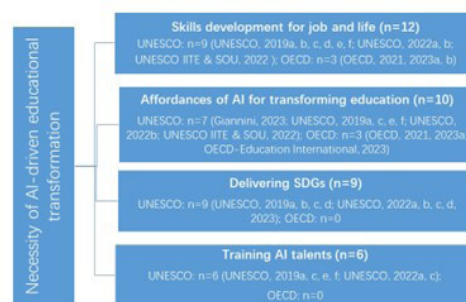 Necessity of AI-driven educational
transformation
Skills development for job and life (n=12)
UNESCO: n=9 (UNESCO, 2019a, b, c, d, e, f; UNESCO, 2022a, b;
UNESCO IITE & SOU, 2022 ); OECD: n=3 (OECD, 2021, 2023a, b)
Affordances of AI for transforming education (n=10)
UNESCO: n=7 (Giannini, 2023; UNESCO, 2019a, c, e, f; UNESCO,
2022b; UNESCO IITE & SOU, 2022); OECD: n=3 (OECD, 2021, 2023a;
OECD-Education International, 2023)
Delivering SDGs (n=9)
UNESCO: n=9 (UNESCO, 2019a, b, c, d; UNESCO, 2022a, b, c, d,
2023); OECD: n=0
Training AI talents (n=6)
UNESCO: n=6 (UNESCO, 2019a, c, e, f; UNESCO, 2022a, c);
OECD: n=0